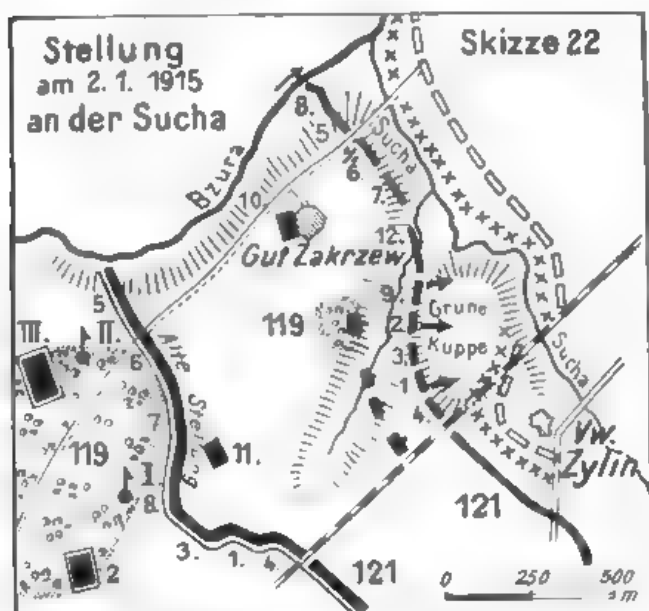 Stellung
am 2. 1. 1915
an der Sucha
Skizze 22
Bzura
8.
5.
Sucha
6.
7.
10.
12.
Gut Zakrzew
9.
Grüne
119
2.
Kuppe
3.
1.
4.
Sucha
5
III.
II.
6
Alte Stellung
7
119
I
8.
11.
Vw.
Zylin
121
3.
1.
4.
2
121
0 250 500
m